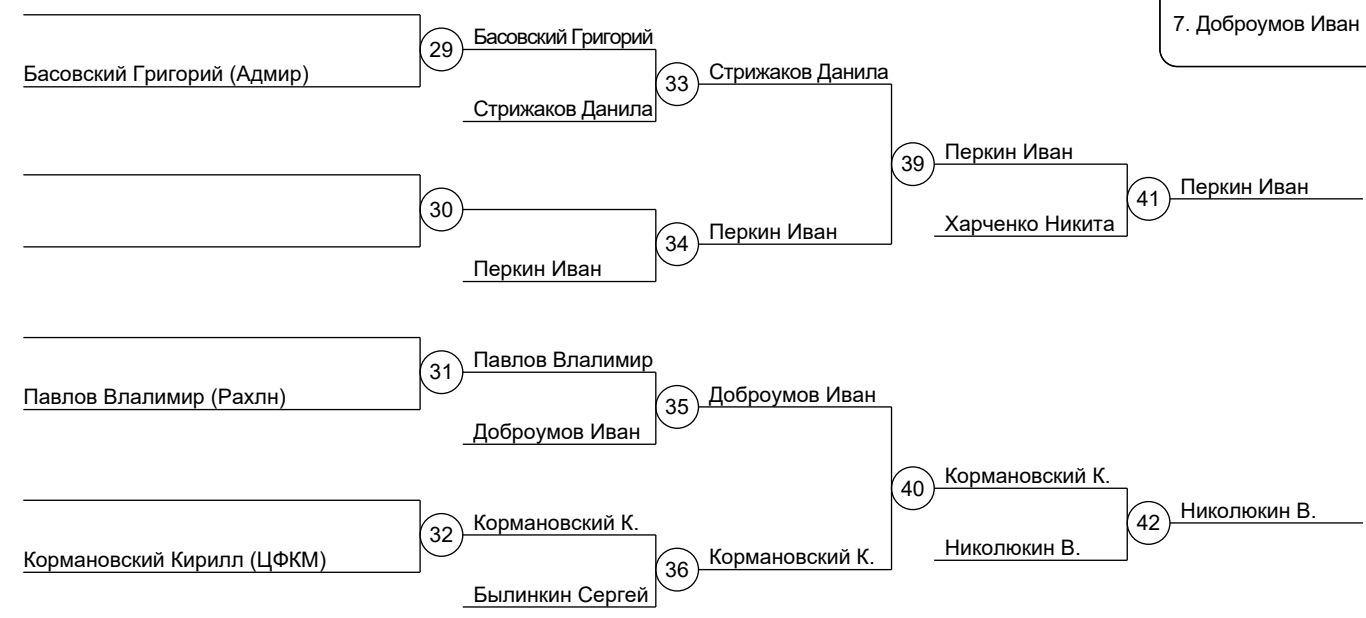 7. Доброумов Иван
29
Басовский Григорий
Басовский Григорий (Адмир)
33
Стрижаков Данила
Стрижаков Данила
39
Перкин Иван
41
Перкин Иван
30
34
Перкин Иван
Харченко Никита
Перкин Иван
31
Павлов Влалимир
Павлов Влалимир (Рахлн)
35
Доброумов Иван
Доброумов Иван
40
Кормановский К.
42
Николюкин В.
32
Кормановский К.
Кормановский Кирилл (ЦФКМ)
36
Кормановский К.
Николюкин В.
Былинкин Сергей